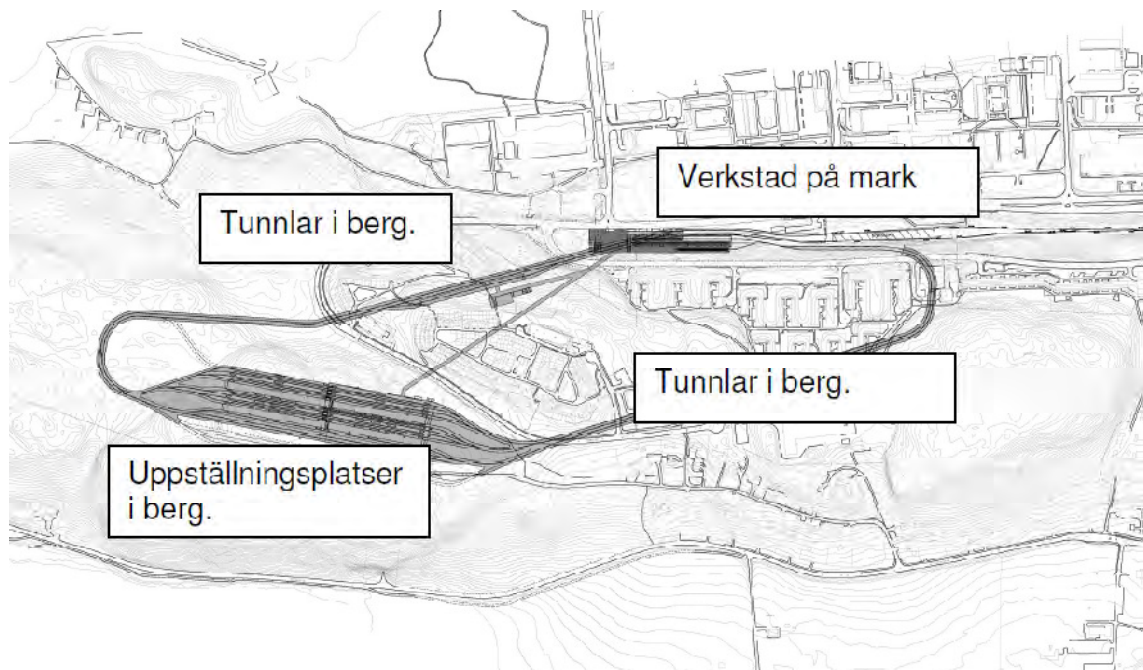 Verkstad på mark
Tunnlar i berg.
Tunnlar i berg.
Uppställningsplatser
i berg.